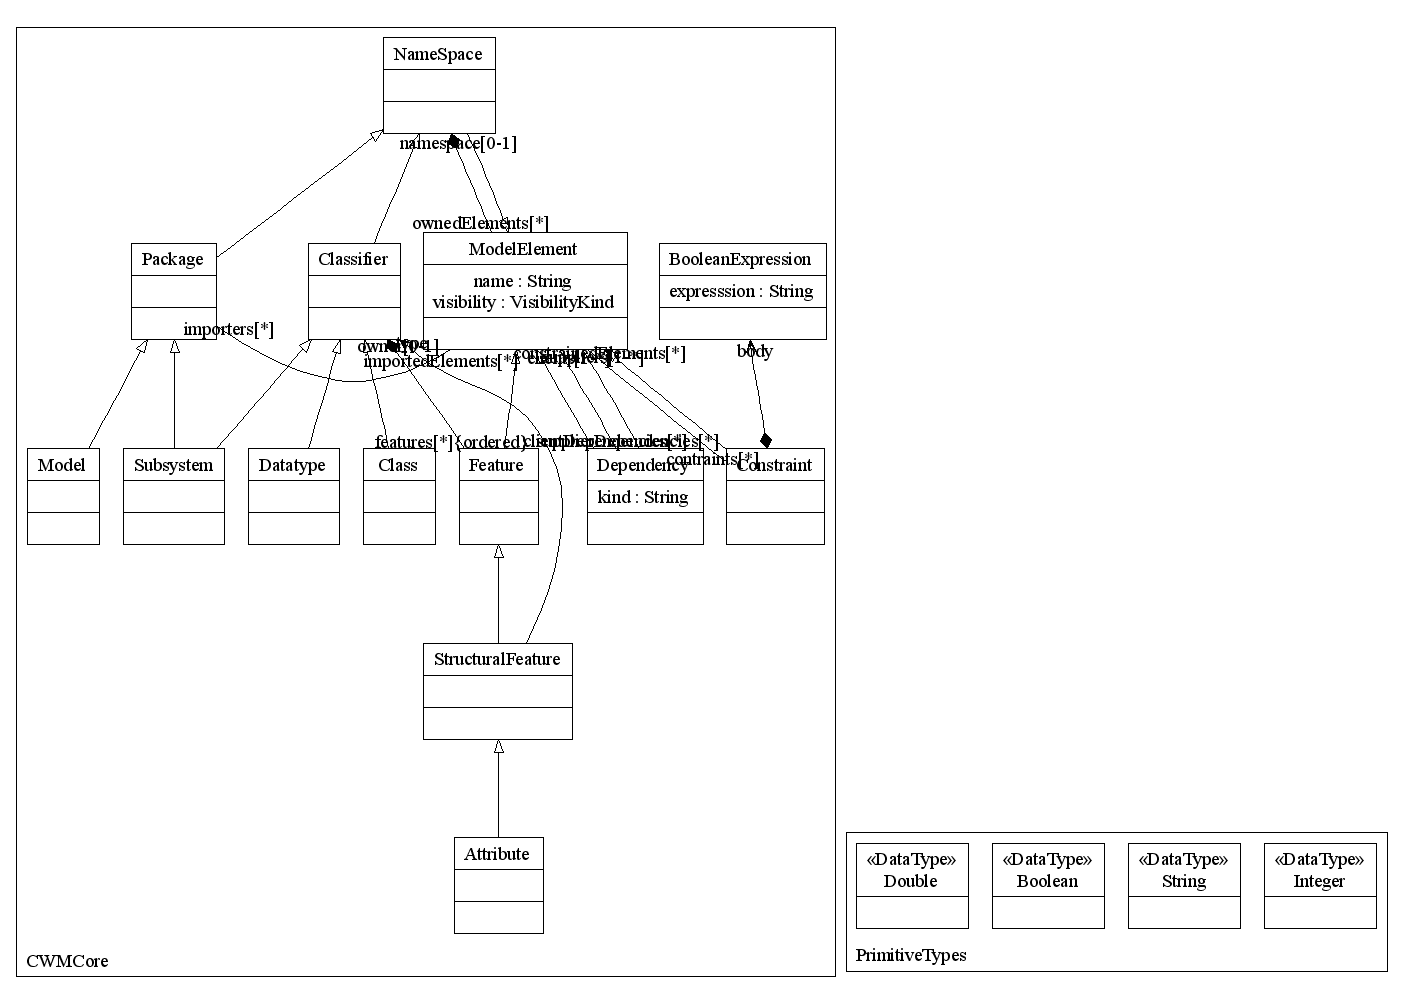 NameSpace
namespace[0-1]
ownedElements[*]
Package
Classifier
ModelElement
name : String
visibility : VisibilityKind
BooleanExpression
expresssion : String
importers[*]
owner[0-1]
type
importedElements[*]
constrainedElements[*]
body
features[*]{ordered}
contraints[*]
Model
Subsystem
Datatype
Class
Feature
Dependency
kind : String
Constraint
StructuralFeature
Attribute
CWMCore
«DataType»
Double
«DataType»
Boolean
«DataType»
String
«DataType»
Integer
PrimitiveTypes